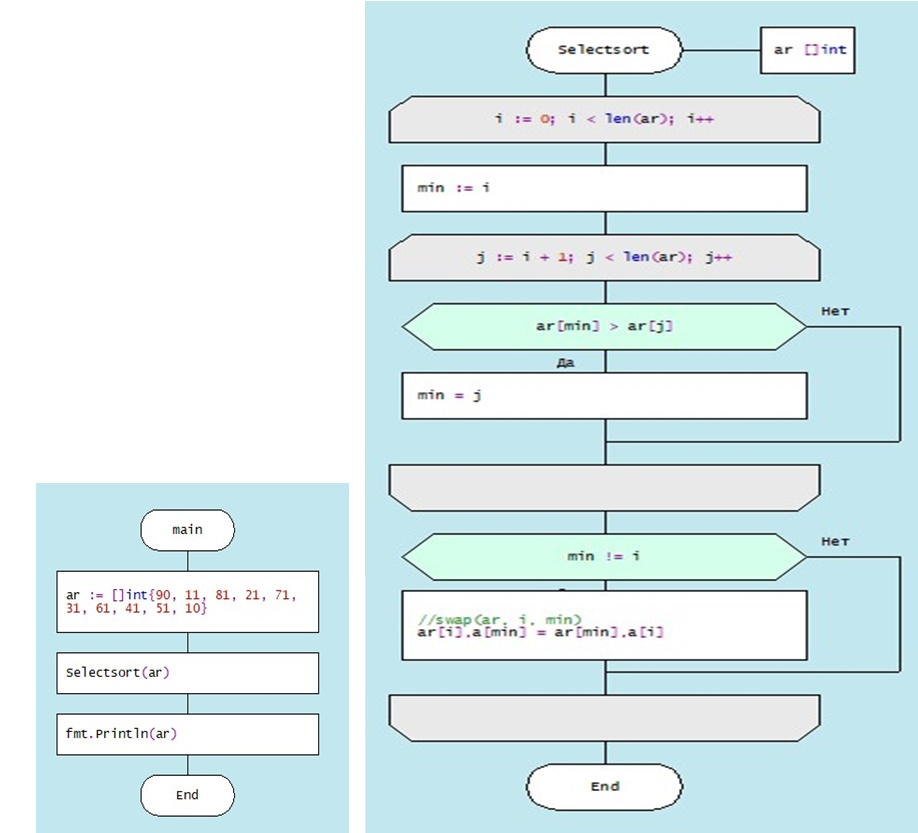 main
ar := []int{90, 11, 81, 21, 71,
31, 61, 41, 51, 10}
Selectsort(ar)
fmt.Println(ar)
End
Selectsort
ar []int
i := 0; i < len(ar); i++
min := i
j := i + 1; j < len(ar); j++
ar[min] > ar[j]
Нет
Да
min = j
min != i
Нет
//swap(ar, i, min)
ar[i].a[min] = ar[min].a[i]
End